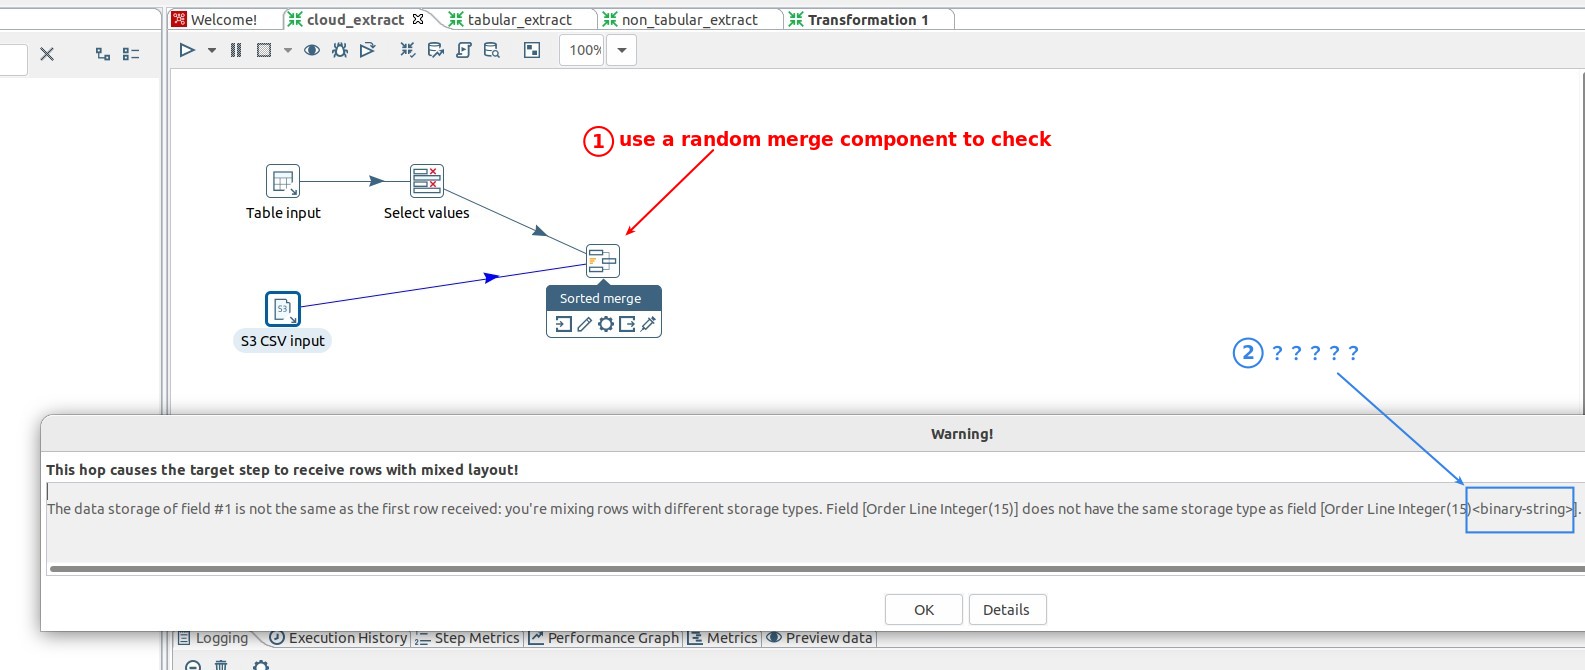 Welcome! cloud_extract tabular_extract non_tabular_extract Transformation 1
100%
① use a random merge component to check
Table input Select values
Sorted merge
S3
S3 CSV input
② ? ? ? ? ?
Warning!
This hop causes the target step to receive rows with mixed layout!
The data storage of field #1 is not the same as the first row received: you're mixing rows with different storage types. Field [Order Line Integer(15)] does not have the same storage type as field [Order Line Integer(15)<binary-string>].
OK Details
Logging Execution History Step Metrics Performance Graph Metrics Preview data